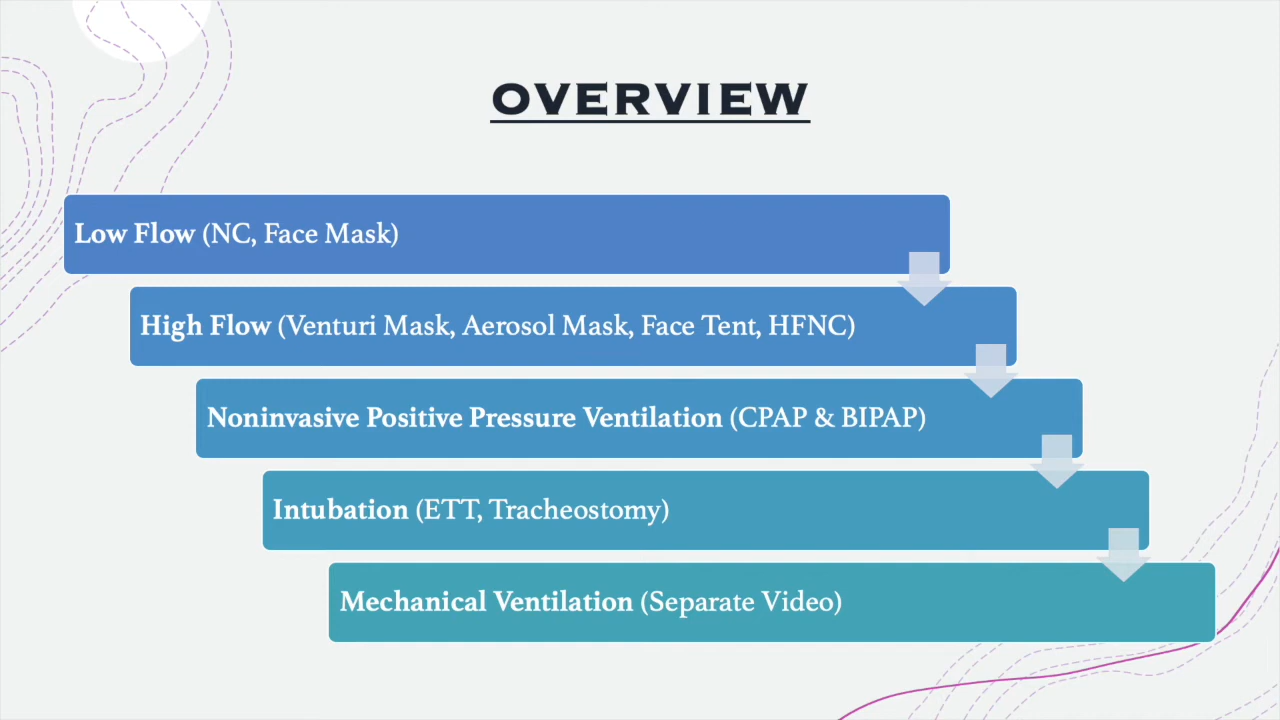 OVERVIEW
Low Flow (NC, Face Mask)
High Flow (Venturi Mask, Aerosol Mask, Face Tent, HFNC)
Noninvasive Positive Pressure Ventilation (CPAP & BIPAP)
Intubation (ETT, Tracheostomy)
Mechanical Ventilation (Separate Video)